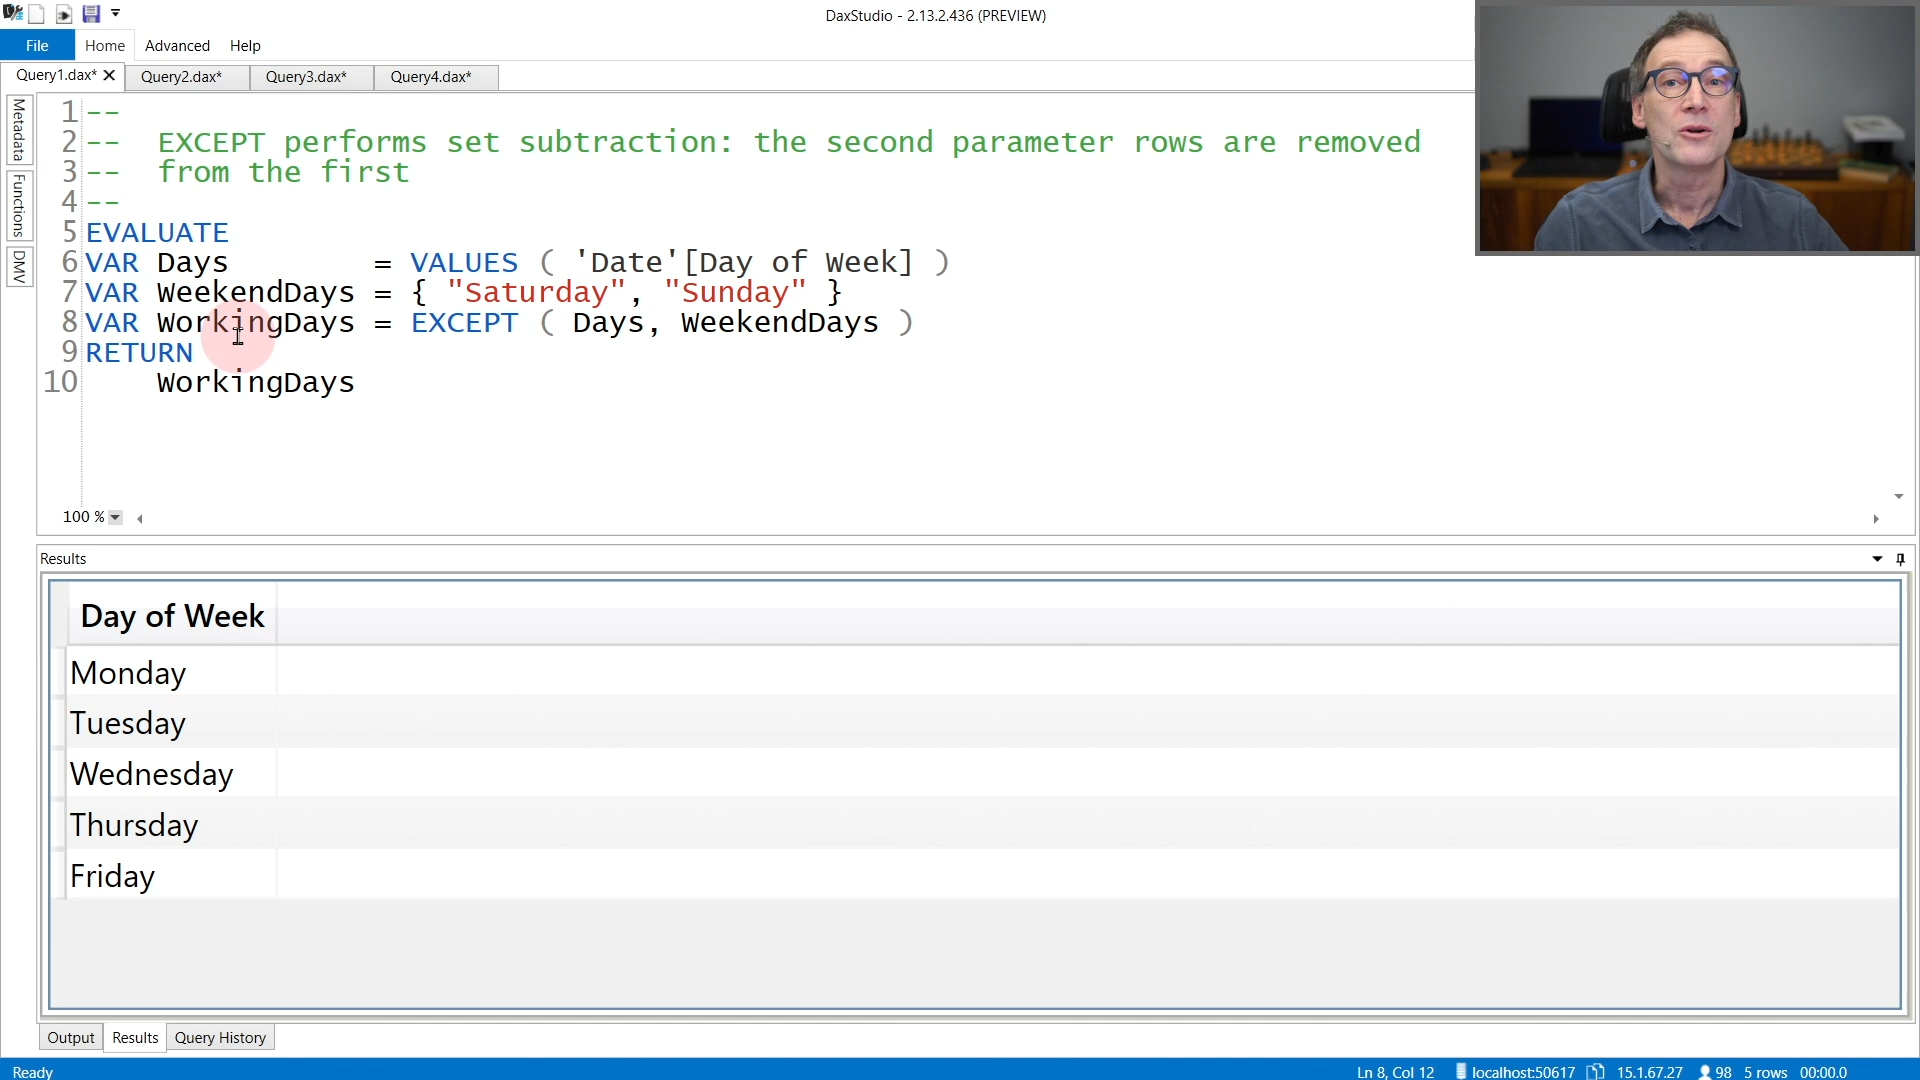 DaxStudio - 2.13.2.436 (PREVIEW)
File Home Advanced Help
Query1.dax* Query2.dax* Query3.dax* Query4.dax*
Metadata
Functions
DMV
1 --
2 -- EXCEPT performs set subtraction: the second parameter rows are removed
3 -- from the first
4 --
5 EVALUATE
6 VAR Days = VALUES ( 'Date'[Day of Week] )
7 VAR WeekendDays = { "Saturday", "Sunday" }
8 VAR WorkingDays = EXCEPT ( Days, WeekendDays )
9 RETURN
10 WorkingDays
100 %
Results
Day of Week
Monday
Tuesday
Wednesday
Thursday
Friday
Output Results Query History
Ready Ln 8, Col 12 localhost:50617 15.1.67.27 98 5 rows 00:00.0